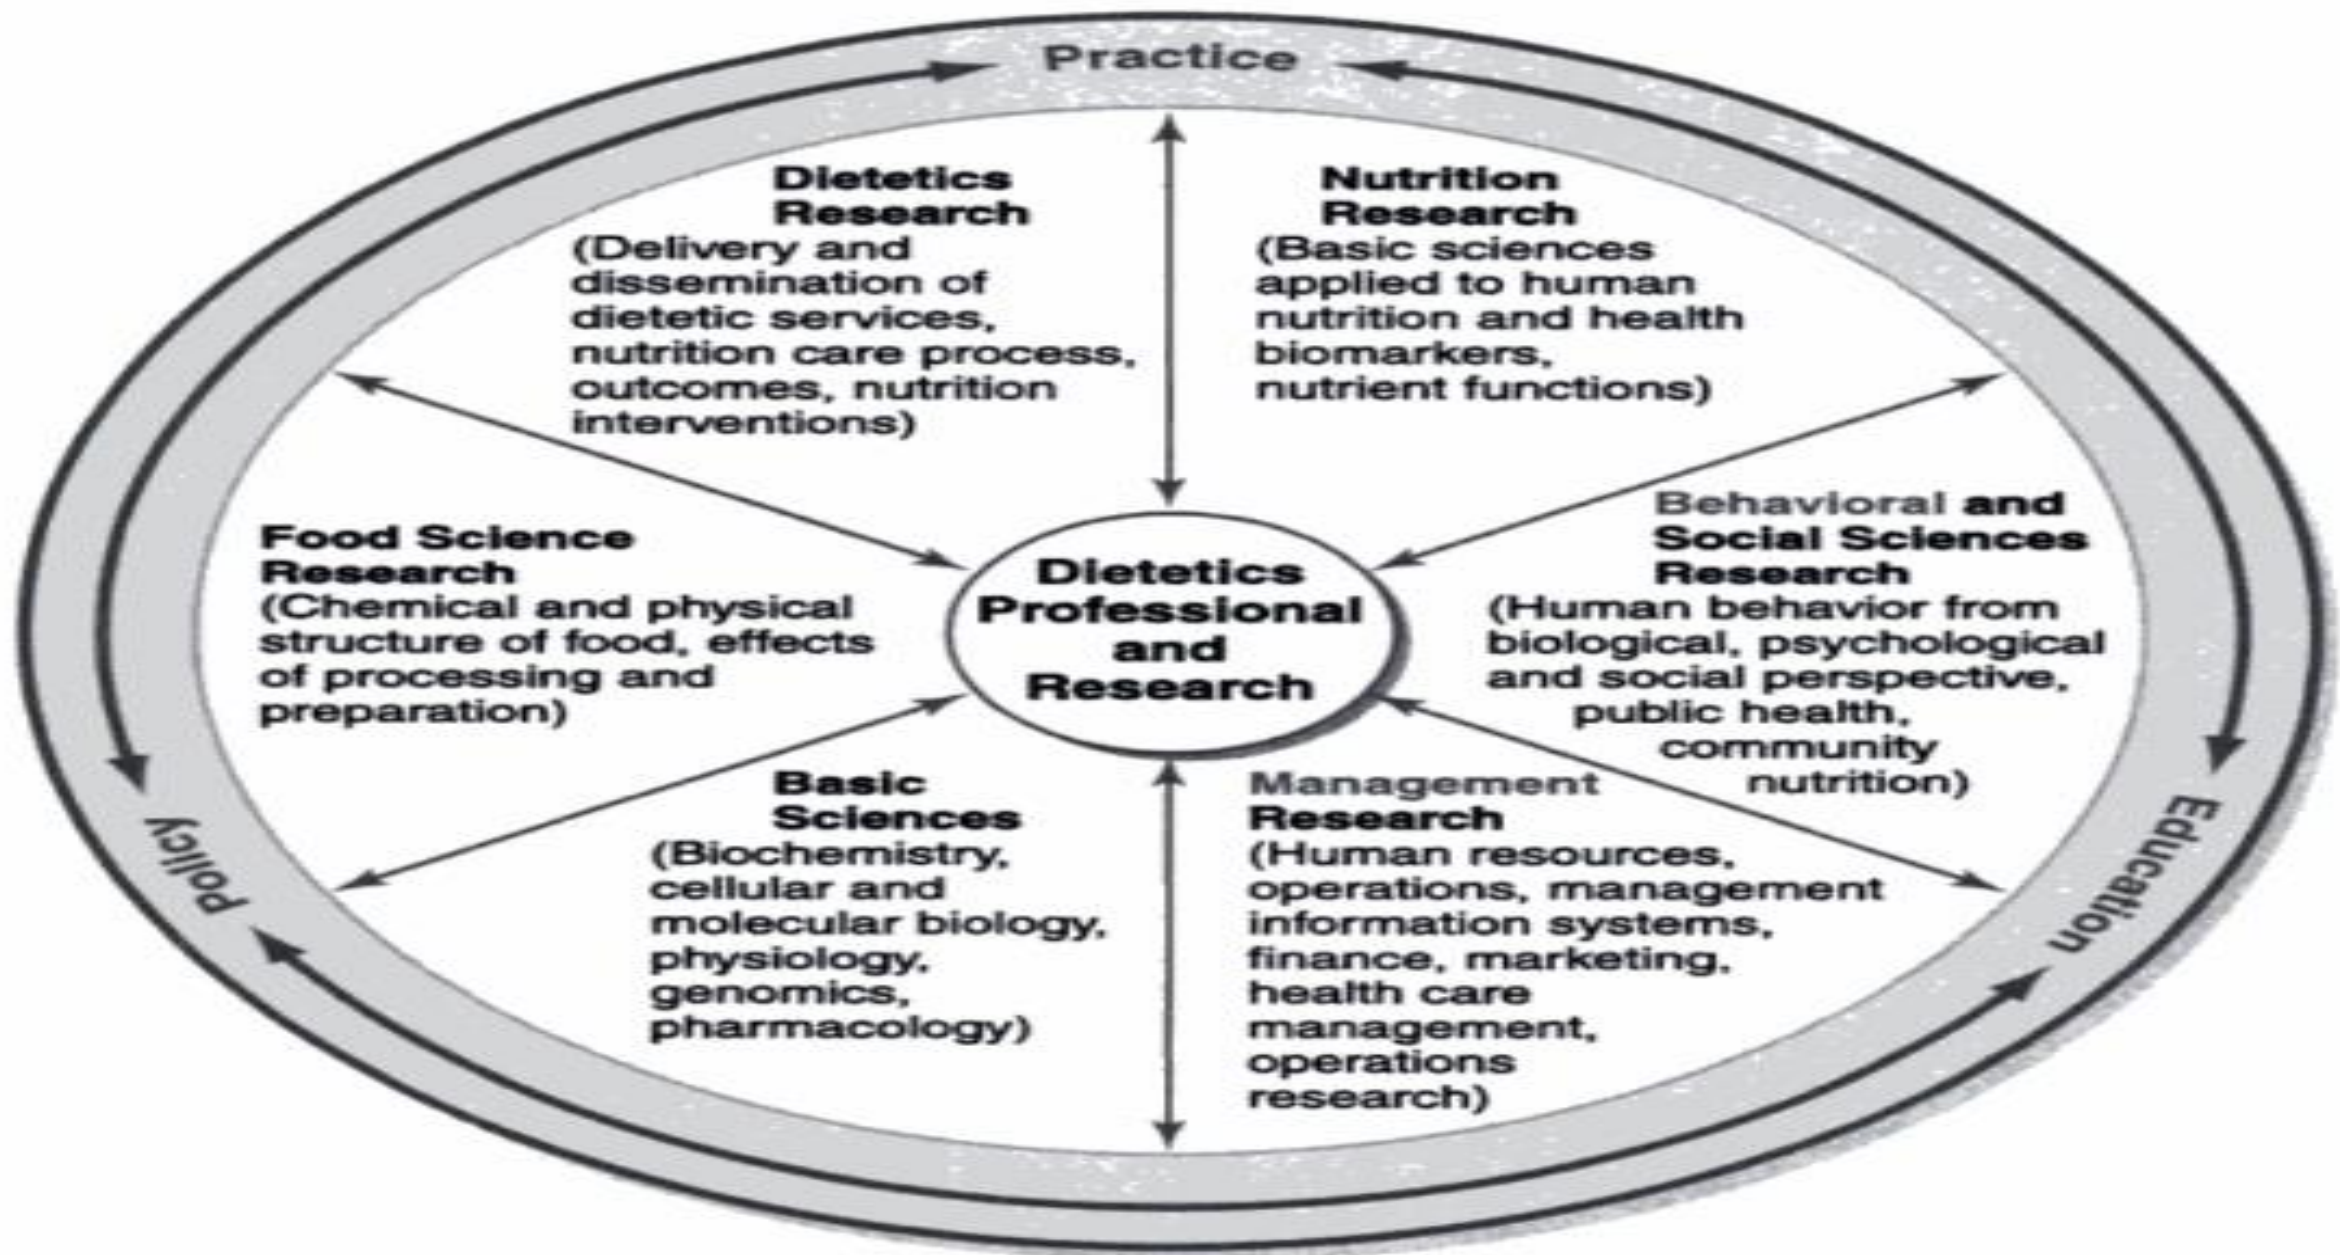 Practice
Dietetics
Research
(Delivery and
dissemination of
dietetic services,
nutrition care process,
outcomes, nutrition
interventions)
Nutrition
Research
(Basic sciences
applied to human
nutrition and health
biomarkers,
nutrient functions)
Food Science
Research
(Chemical and physical
structure of food, effects
of processing and
preparation)
Dietetics
Professional
and
Research
Behavioral and
Social Sciences
Research
(Human behavior from
biological, psychological
and social perspective,
public health,
community
nutrition)
Basic
Sciences
(Biochemistry,
cellular and
molecular biology,
physiology,
genomics,
pharmacology)
Management
Research
(Human resources,
operations, management
information systems,
finance, marketing,
health care
management,
operations
research)
Policy
Education